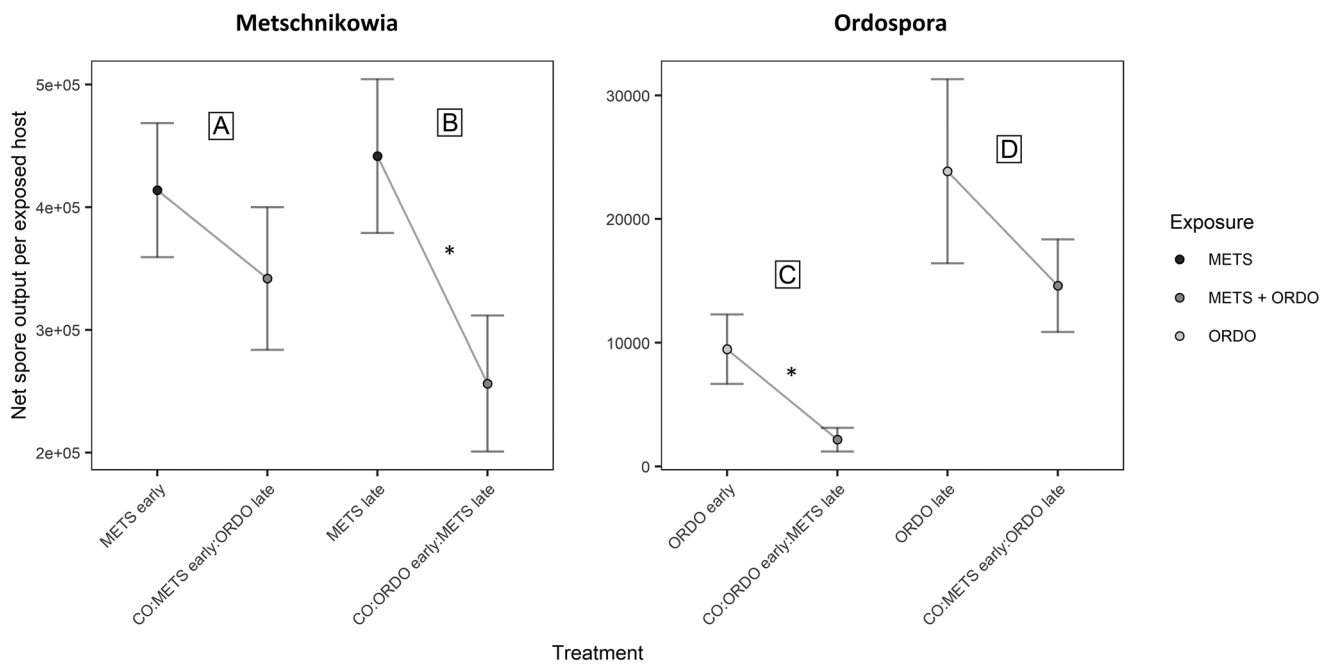 Metschnikowia
Ordospora
Net spore output per exposed host
5e+05
4e+05
3e+05
2e+05
A
B
*
METS early
CO:METS early:ORDO late
METS late
CO:ORDO early:METS late
30000
20000
10000
0
C
D
*
ORDO early
CO:ORDO early:METS late
ORDO late
CO:METS early:ORDO late
Treatment
Exposure
METS
METS + ORDO
ORDO